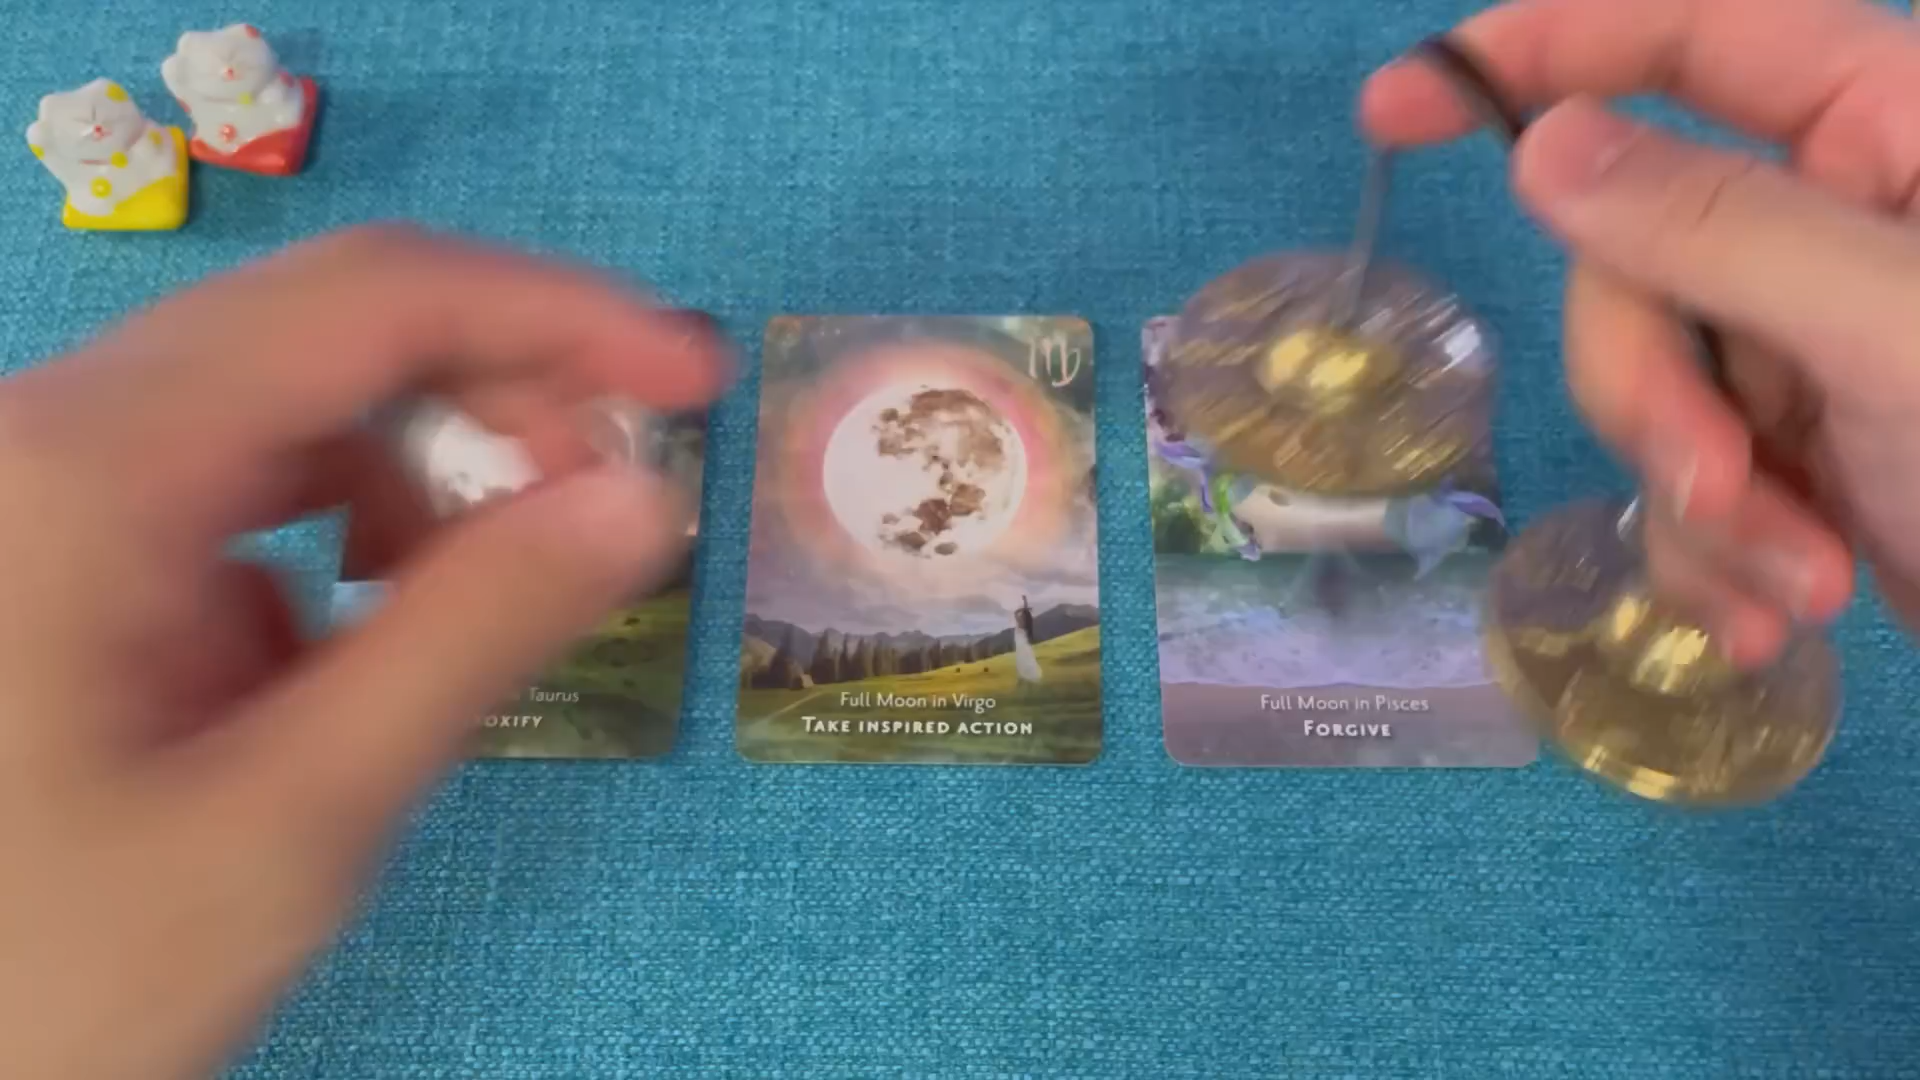 Taurus
OXIFY
Full Moon in Virgo
TAKE INSPIRED ACTION
Full Moon in Pisces
FORGIVE